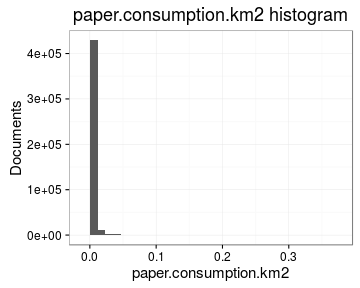 paper.consumption.km2 histogram
4e+05
3e+05
2e+05
1e+05
0e+00
Documents
0.0 0.1 0.2 0.3
paper.consumption.km2